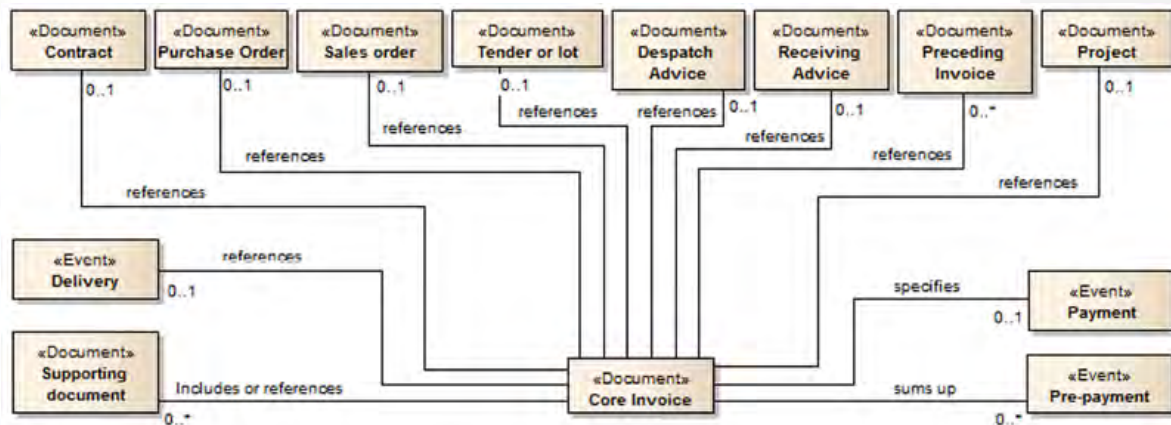 «Document»
Contract
«Document»
Purchase Order
«Document»
Sales order
«Document»
Tender or lot
«Document»
Despatch
Advice
«Document»
Receiving
Advice
«Document»
Preceding
Invoice
«Document»
Project
0..1
0..1
0..1
0..1
0..1
0..1
0..*
0..1
references
references
references
references
references
references
references
references
«Event»
Delivery
references
0..1
specifies
«Event»
Payment
0..1
«Document»
Supporting
document
Includes or references
0..*
«Document»
Core Invoice
sums up
«Event»
Pre-payment
0..*